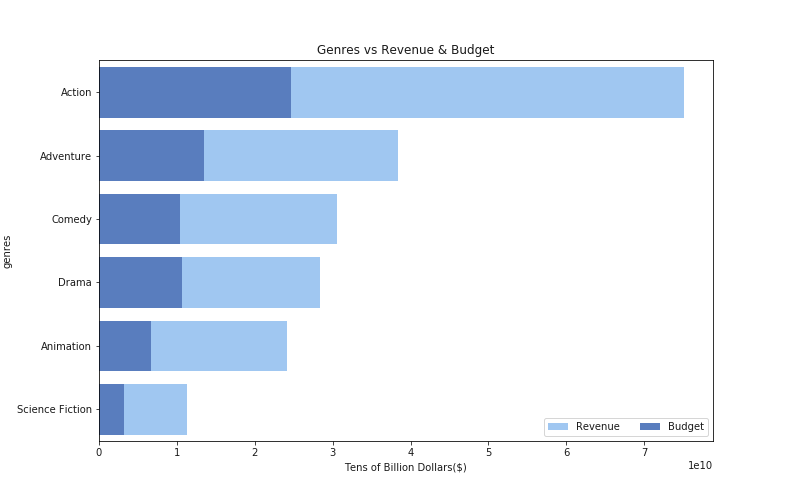 Genres vs Revenue & Budget
genres
Action
Adventure
Comedy
Drama
Animation
Science Fiction
Revenue Budget
0 1 2 3 4 5 6 7
1e10
Tens of Billion Dollars($)